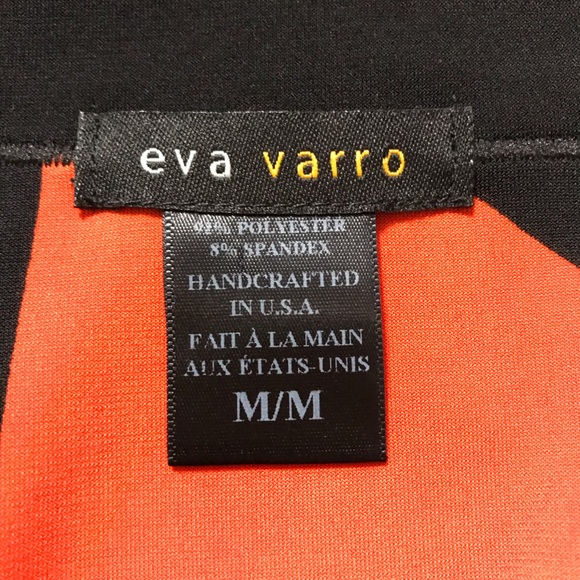 eva varro
92% POLYESTER
8% SPANDEX
HANDCRAFTED
IN U.S.A.
FAIT À LA MAIN
AUX ÉTATS-UNIS
M/M